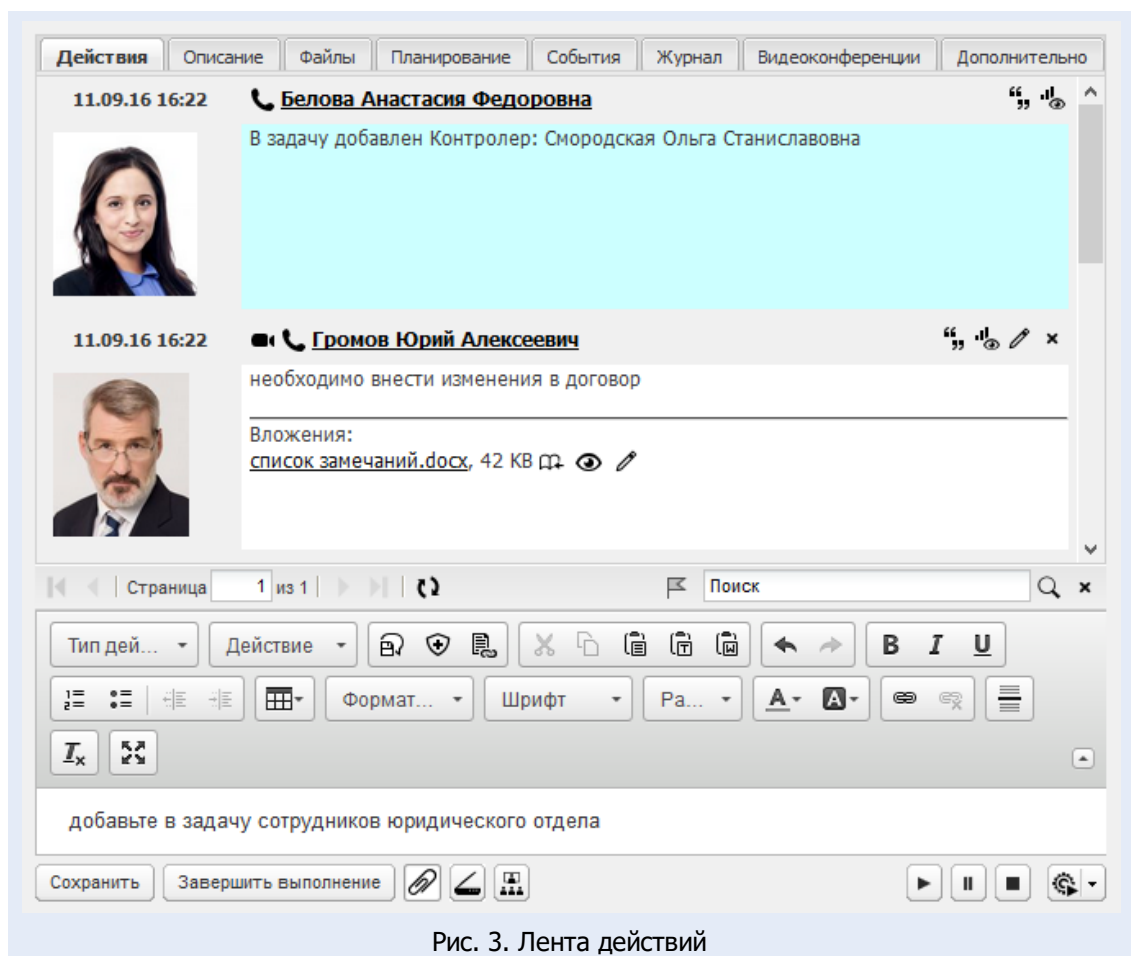 Действия Описание Файлы Планирование События Журнал Видеоконференции Дополнительно
11.09.16 16:22 Белова Анастасия Федоровна
В задачу добавлен Контролер: Смородская Ольга Станиславовна
11.09.16 16:22 Громов Юрий Алексеевич
необходимо внести изменения в договор
Вложения:
список замечаний.docx, 42 KB
Страница 1 из 1 Поиск
Тип дей... Действие B I U
Формат... Шрифт Ра... A A
добавьте в задачу сотрудников юридического отдела
Сохранить Завершить выполнение
Рис. 3. Лента действий